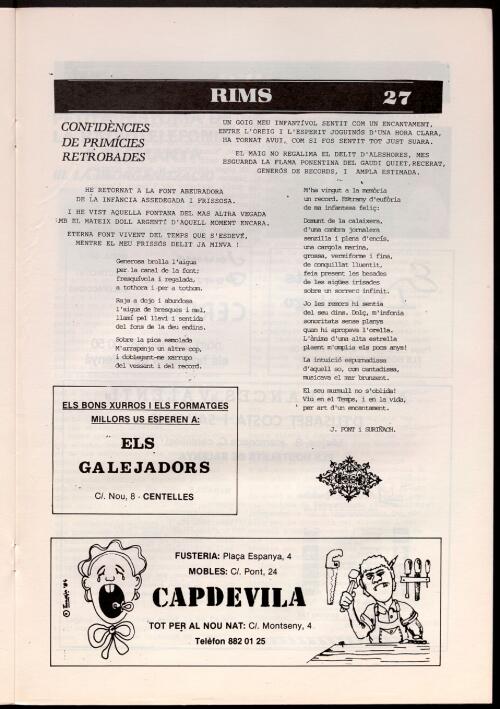 RIMS 27
CONFIDÈNCIES
DE PRIMÍCIES
RETROBADES
UN GOIG MEU INFANTÍVOL SENTIT COM UN ENCANTAMENT,
ENTRE L'OREIG I L'ESPERIT JOGUINÓS D'UNA HORA CLARA,
HA TORNAT AVUI, COM SI FOS SENTIT TOT JUST SUARA.
EL MAIG NO REGALIMA EL DELIT D'ALESHORES, MES
ESGUARDA LA FLAMA PONENTINA DEL GAUDI QUIET,RECERAT,
GENERÓS DE RECORDS, I AMPLA ESTIMADA.
HE RETORNAT A LA FONT ABEURADORA
DE LA INFÀNCIA ASSEDEGADA I FRISSOSA.
I HE VIST AQUELLA FONTANA DEL MAS ALTRA VEGADA
AMB EL MATEIX DOLL ARGENTÍ D'AQUELL MOMENT ENCARA.
ETERNA FONT VIVENT DEL TEMPS QUE S'ESDEVÉ,
MENTRE EL MEU FRISSÓS DELIT JA MINVA !
Generosa brolla l'aigua
per la canal de la font;
fresquívola i regalada,
a tothora i per a tothom.
Raja a dojo i abundosa
l'aigua de bresques i mel,
llamí pel llavi i sentida
del fons de la deu endins.
Sobre la pica esmolada
M'arrapenjo un altre cop,
i doblegant-me xarrupo
del vessant i del record.
M'ha vingut a la memòria
un record. Estrany d'eufòria
de ma infantesa feliç:
Damunt de la calaixera,
d'una cambra jornalera
senzilla i plena d'encís,
una cargola marina,
grossa, vermiforme i fina,
de conquillat lluentit,
feia present les besades
de les aigües irisades
sobre un sorrenc infinit.
Jo les remors hi sentia
del seu dins. Dolç, m'infonia
sonoritats sense planys
quan hi apropava l'orella.
L'ànima d'una alta estrella
plaent m'omplia els pocs anys!
La intuïció espurnadissa
d'aquell so, com cantadissa,
musicava el mar brunzent.
El seu murmull no s'oblida!
Viu en el Temps, i en la vida,
per art d'un encantament.
J. FONT i SURIÑACH.
ELS BONS XURROS I ELS FORMATGES
MILLORS US ESPEREN A:
ELS
GALEJADORS
C/. Nou, 8 - CENTELLES
FUSTERIA: Plaça Espanya, 4
MOBLES: C/. Pont, 24
CAPDEVILA
TOT PER AL NOU NAT: C/. Montseny, 4
Telèfon 882 01 25